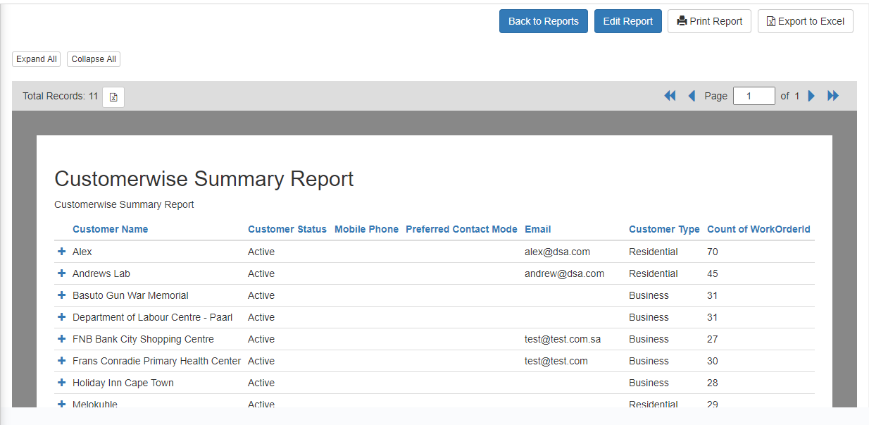 Back to Reports Edit Report Print Report Export to Excel
Expand All Collapse All
Total Records: 11 Page 1 of 1
Customerwise Summary Report
Customerwise Summary Report
Customer Name Customer Status Mobile Phone Preferred Contact Mode Email Customer Type Count of WorkOrderId
+ Alex Active alex@dsa.com Residential 70
+ Andrews Lab Active andrew@dsa.com Residential 45
+ Basuto Gun War Memorial Active Business 31
+ Department of Labour Centre - Paarl Active Business 31
+ FNB Bank City Shopping Centre Active test@test.com.sa Business 27
+ Frans Conradie Primary Health Center Active test@test.com Business 30
+ Holiday Inn Cape Town Active Business 28
+ Melokuhle Active Residential 29